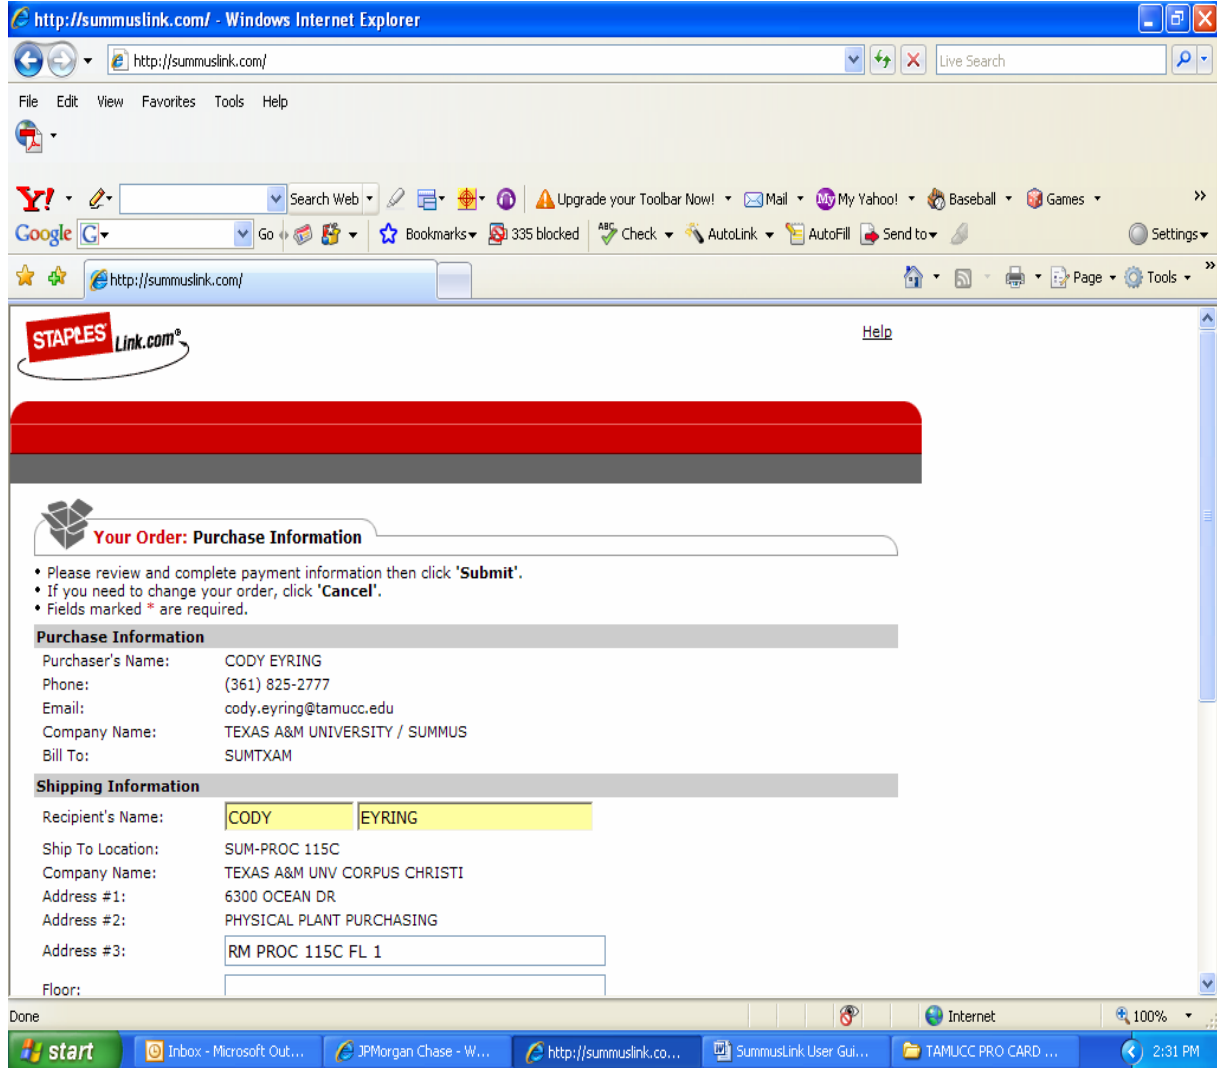 http://summuslink.com/ - Windows Internet Explorer
http://summuslink.com/ Live Search
File Edit View Favorites Tools Help
Y! Search Web Upgrade your Toolbar Now! Mail My Yahoo! Baseball Games »
Google G Go Bookmarks 335 blocked ABC Check AutoLink AutoFill Send to Settings
http://summuslink.com/ Page Tools »
STAPLES Link.com® Help
Your Order: Purchase Information
• Please review and complete payment information then click 'Submit'.
• If you need to change your order, click 'Cancel'.
• Fields marked * are required.
Purchase Information
Purchaser's Name: CODY EYRING
Phone: (361) 825-2777
Email: cody.eyring@tamucc.edu
Company Name: TEXAS A&M UNIVERSITY / SUMMUS
Bill To: SUMTXAM
Shipping Information
Recipient's Name: CODY EYRING
Ship To Location: SUM-PROC 115C
Company Name: TEXAS A&M UNV CORPUS CHRISTI
Address #1: 6300 OCEAN DR
Address #2: PHYSICAL PLANT PURCHASING
Address #3: RM PROC 115C FL 1
Floor:
Done Internet 100%
start Inbox - Microsoft Out... JPMorgan Chase - W... http://summuslink.co... SummusLink User Gui... TAMUCC PRO CARD ... 2:31 PM